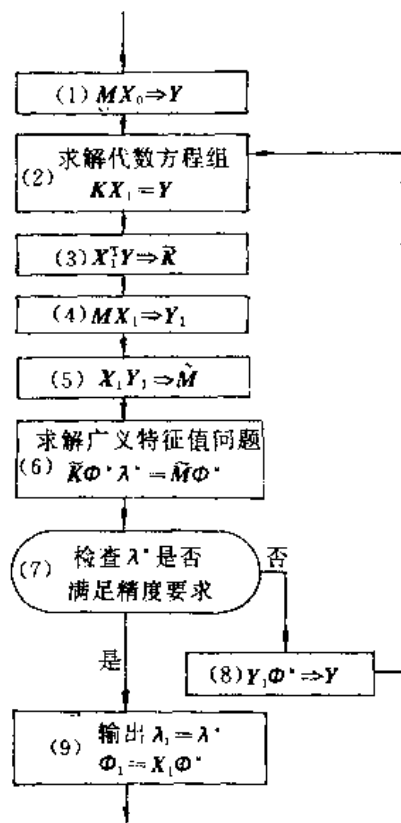 (1) MX₀⇒Y
求解代数方程组
(2)
KX₁=Y
(3) X₁ᵀY⇒K̃
(4) MX₁⇒Y₁
(5) X₁Y₁⇒M̃
求解广义特征值问题
(6) K̃Φ*λ*=M̃Φ*
(7) 检查λ*是否
满足精度要求
否
是
(8) Y₁Φ*⇒Y
(9) 输出 λ₁=λ*
Φ₁=X₁Φ*